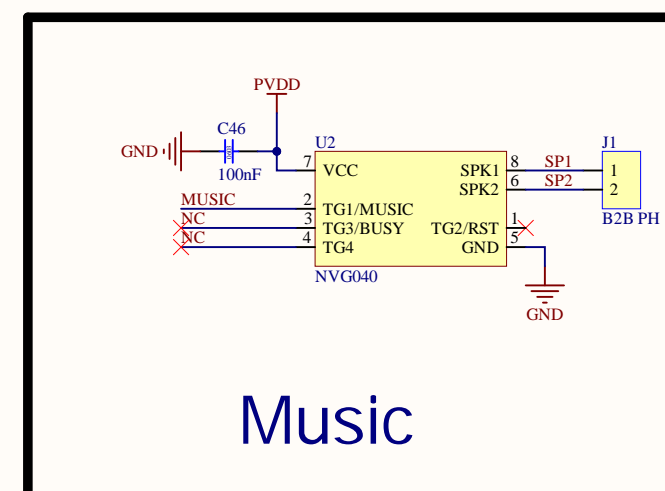 PVDD
C46
GND
100nF
U2
J1
7 VCC SPK1 8 SP1 1
SPK2 6 SP2 2
MUSIC 2 TG1/MUSIC
NC 3 TG3/BUSY TG2/RST 1
NC 4 TG4 GND 5
B2B PH
NVG040
GND
Music